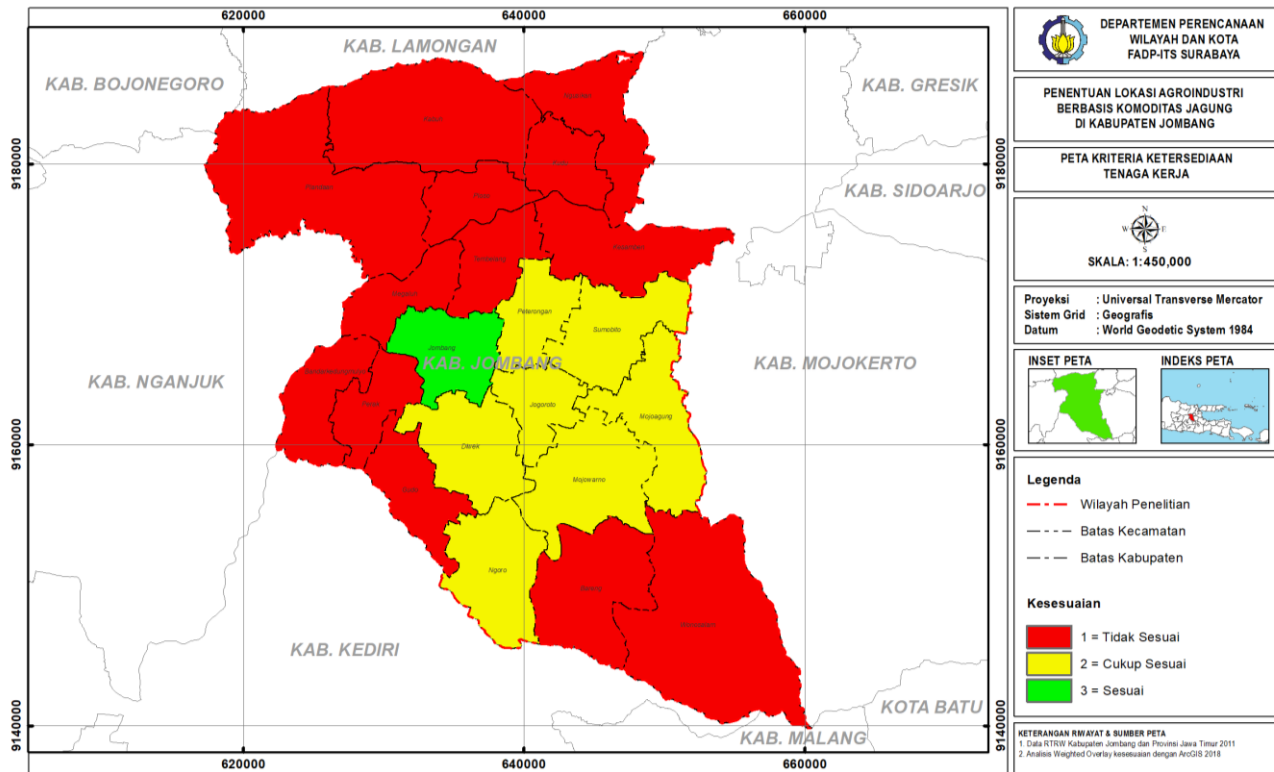 620000
640000
660000
KAB. LAMONGAN
KAB. BOJONEGORO
KAB. GRESIK
9180000
9180000
KAB. SIDOARJO
Peterongan
Sumobito
Jombang
KAB. JOMBANG
KAB. MOJOKERTO
KAB. NGANJUK
Jogoroto
Mojoagung
9160000
9160000
Diwek
Mojowarno
Ngoro
KAB. KEDIRI
KOTA BATU
9140000
9140000
KAB. MALANG
620000
640000
660000
DEPARTEMEN PERENCANAAN
WILAYAH DAN KOTA
FADP-ITS SURABAYA
PENENTUAN LOKASI AGROINDUSTRI
BERBASIS KOMODITAS JAGUNG
DI KABUPATEN JOMBANG
PETA KRITERIA KETERSEDIAAN
TENAGA KERJA
N
W E
S
SKALA: 1:450,000
Proyeksi : Universal Transverse Mercator
Sistem Grid : Geografis
Datum : World Geodetic System 1984
INSET PETA
INDEKS PETA
Legenda
Wilayah Penelitian
Batas Kecamatan
Batas Kabupaten
Kesesuaian
1 = Tidak Sesuai
2 = Cukup Sesuai
3 = Sesuai
KETERANGAN RIWAYAT & SUMBER PETA
1. Data RTRW Kabupaten Jombang dan Provinsi Jawa Timur 2011
2. Analisis Weighted Overlay kesesuaian dengan ArcGIS 2018